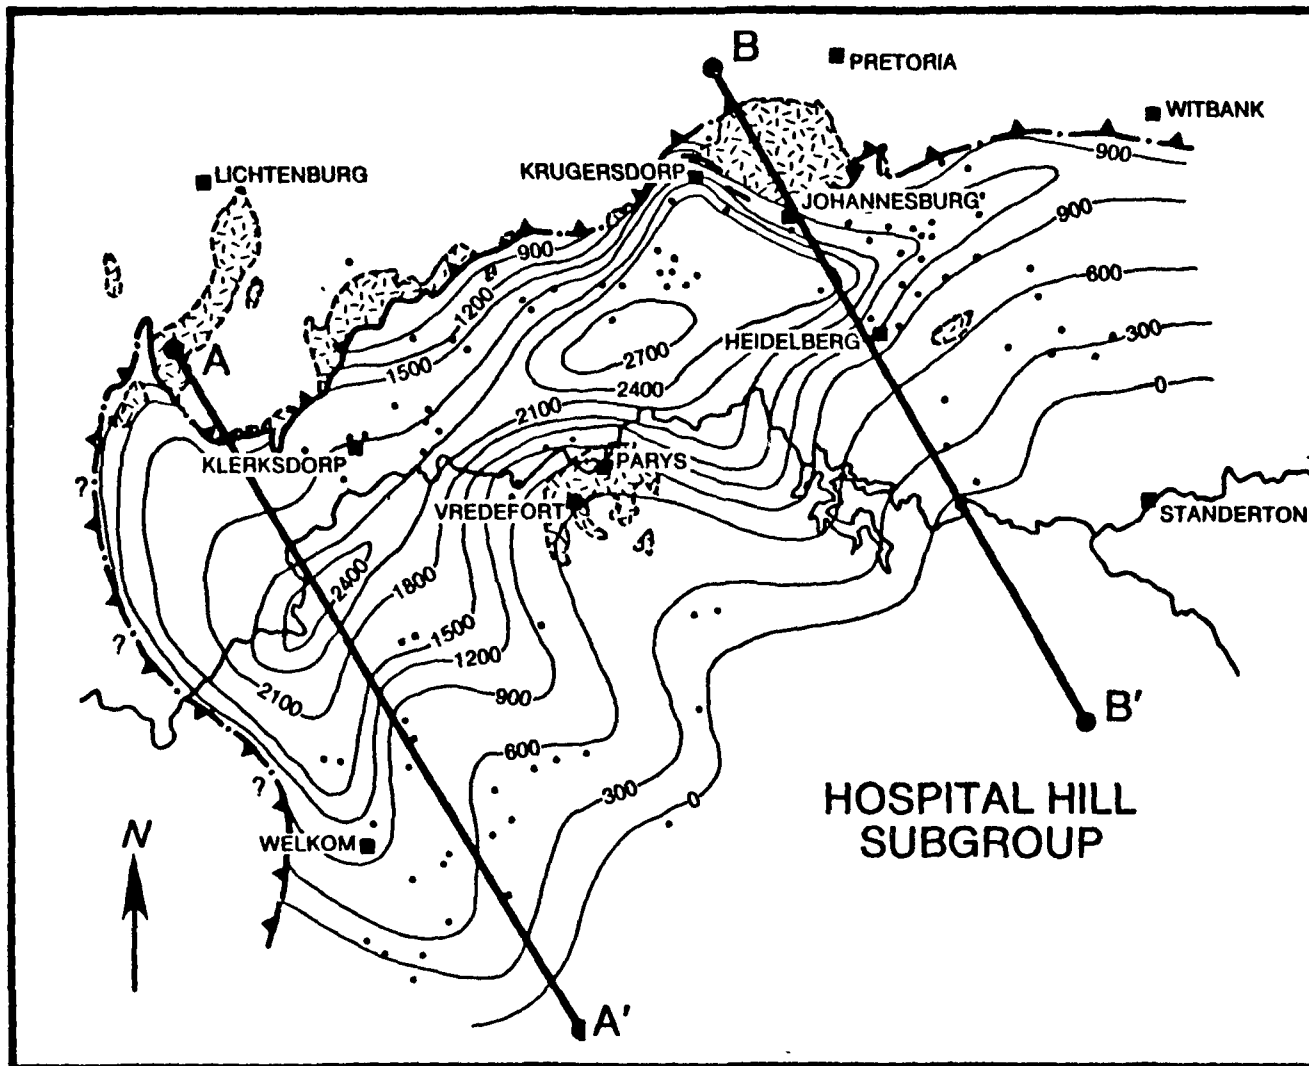 B
PRETORIA
WITBANK
900
LICHTENBURG
KRUGERSDORP
JOHANNESBURG
900
900
600
1200
300
A
HEIDELBERG
2700
1500
2400
0
2100
KLERKSDORP
PARYS
?
VREDEFORT
STANDERTON
2400
1800
?
1500
1200
2100
900
B'
600
?
300
0
HOSPITAL HILL
SUBGROUP
N
WELKOM
A'